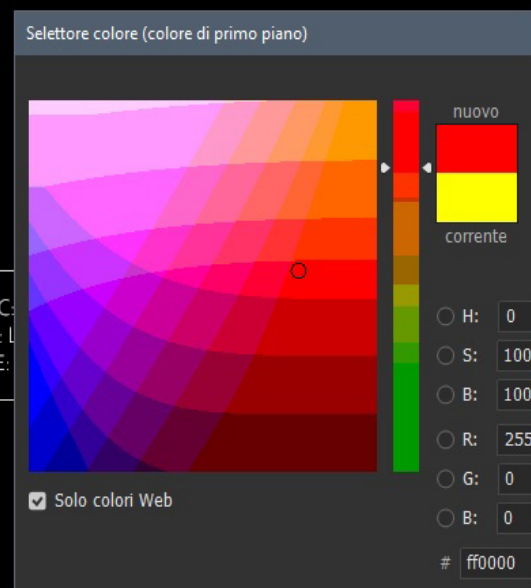 Selettore colore (colore di primo piano)
nuovo
corrente
H: 0
S: 100
B: 100
R: 255
G: 0
B: 0
# ff0000
Solo colori Web
C:
: L
E: